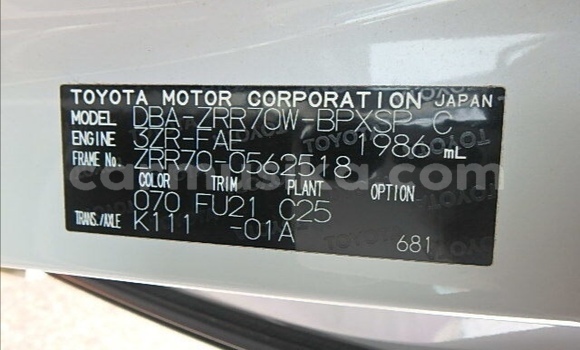 TOYOTA MOTOR CORPORATION JAPAN
MODEL DBA-ZRR70W-BPXSP C
ENGINE 3ZR-FAE 1986 mL
FRAME NO. ZRR70-0562518
COLOR TRIM PLANT
070 FU21 C25
TRANS./AXLE K111 -01A
681